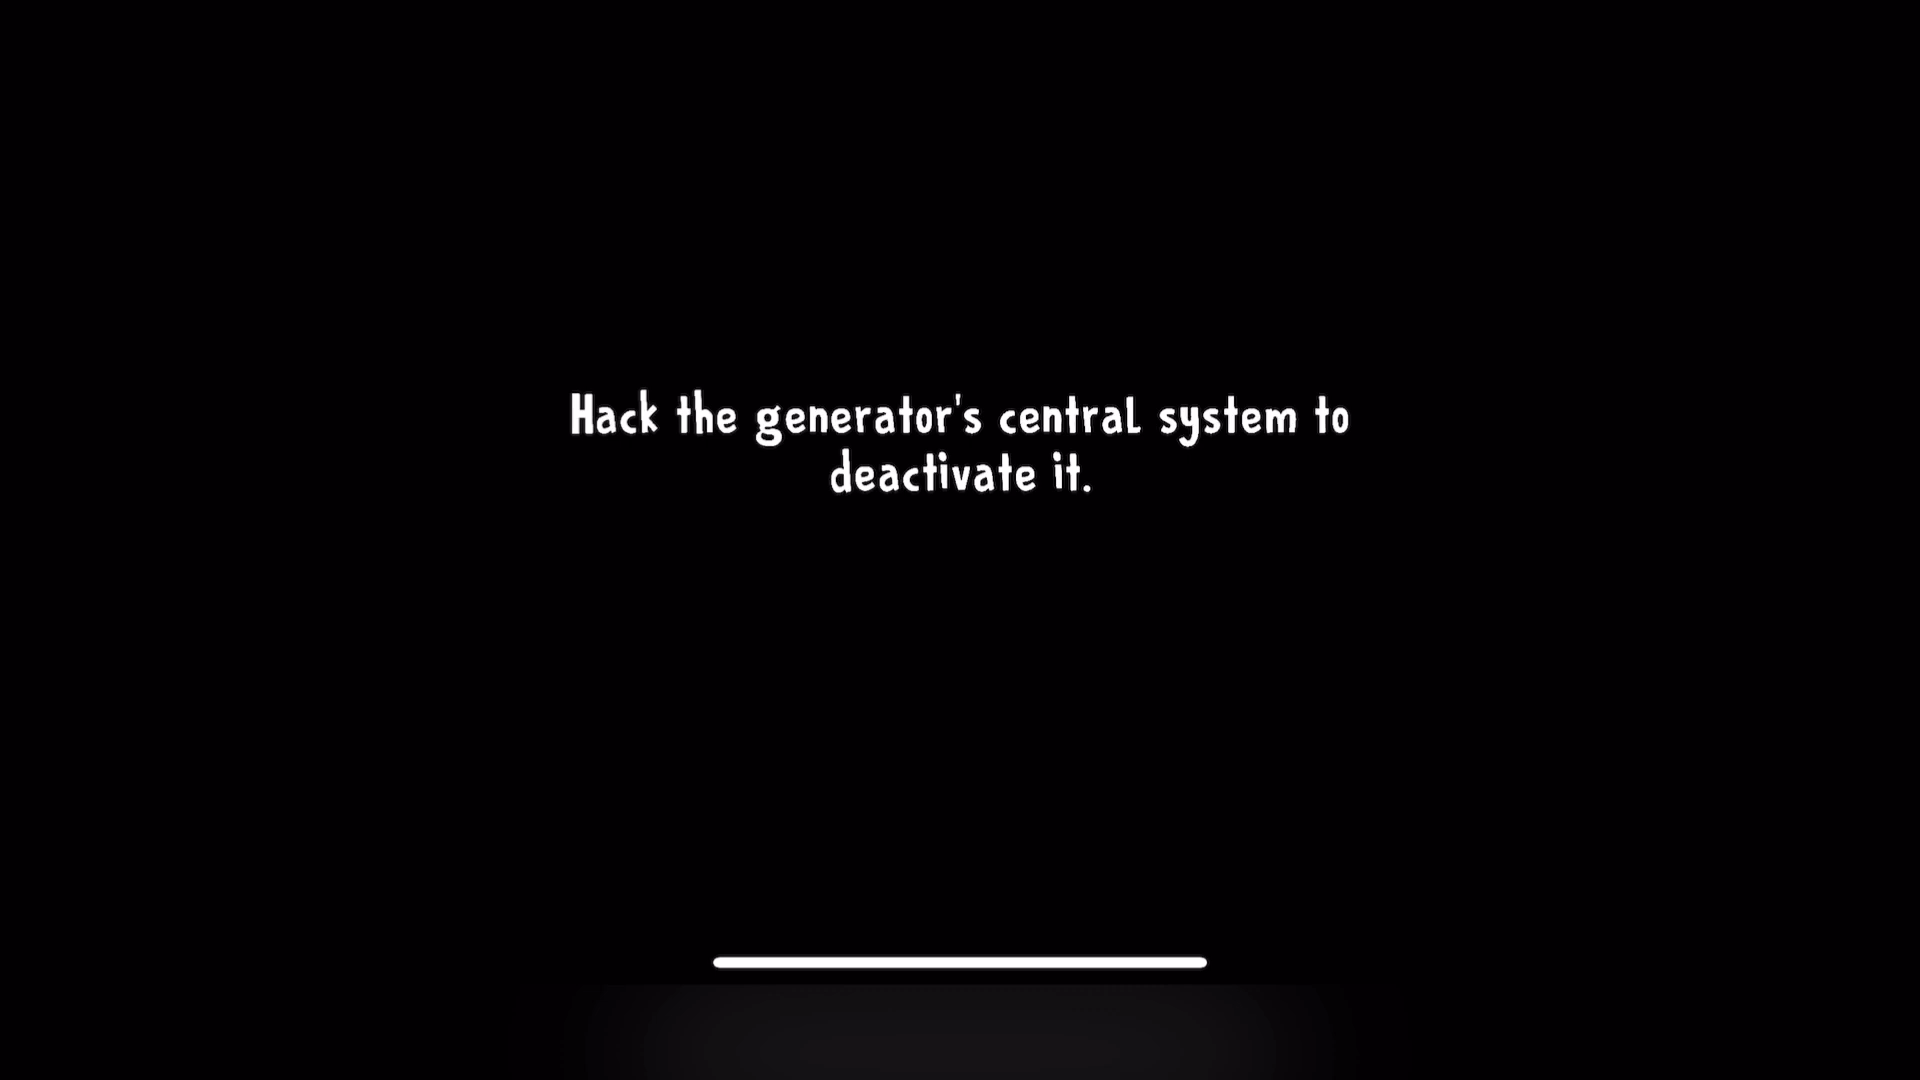 Hack the generator's central system to
deactivate it.